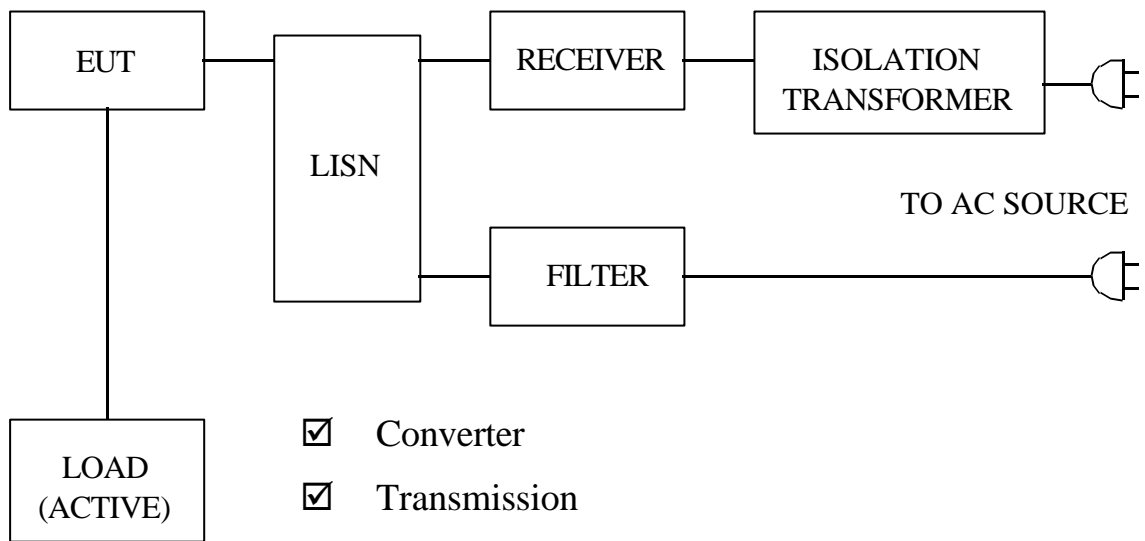 EUT
LISN
RECEIVER
ISOLATION
TRANSFORMER
TO AC SOURCE
FILTER
LOAD
(ACTIVE)
☑ Converter
☑ Transmission